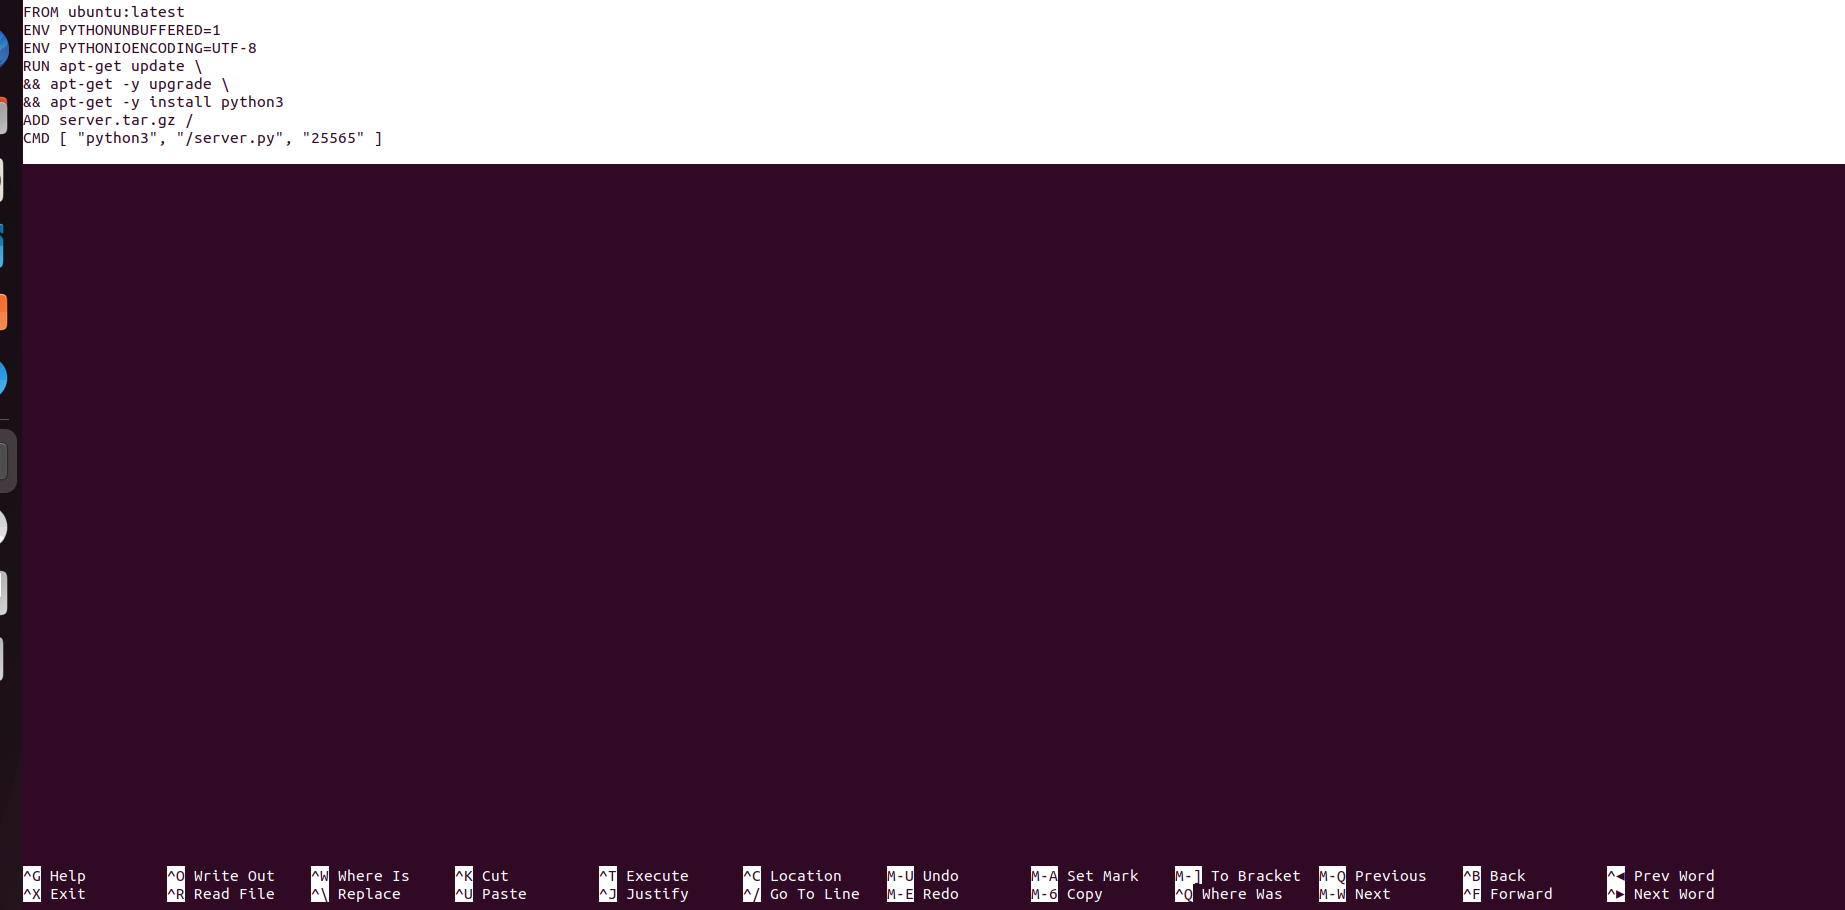 FROM ubuntu:latest
ENV PYTHONUNBUFFERED=1
ENV PYTHONIOENCODING=UTF-8
RUN apt-get update \
&& apt-get -y upgrade \
&& apt-get -y install python3
ADD server.tar.gz /
CMD [ "python3", "/server.py", "25565" ]
^G Help ^O Write Out ^W Where Is ^K Cut ^T Execute ^C Location M-U Undo M-A Set Mark M-] To Bracket M-Q Previous ^B Back ^◀ Prev Word
^X Exit ^R Read File ^\ Replace ^U Paste ^J Justify ^/ Go To Line M-E Redo M-6 Copy ^Q Where Was M-W Next ^F Forward ^▶ Next Word